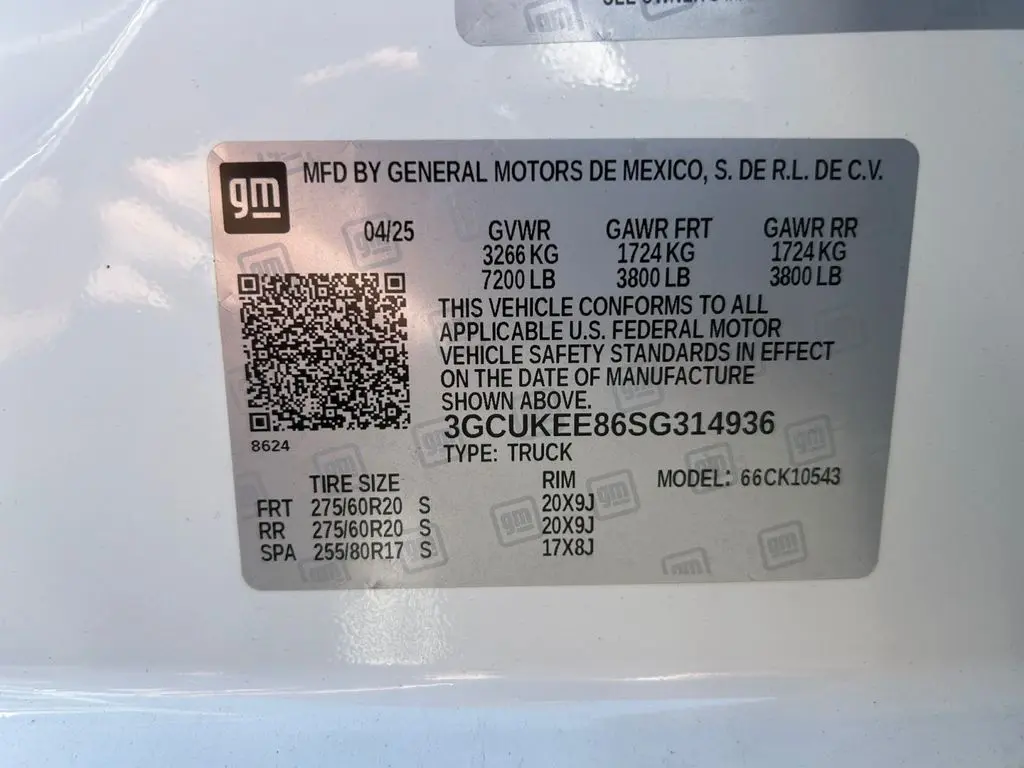 gm
gm MFD BY GENERAL MOTORS DE MEXICO, S. DE R.L. DE C.V.
04/25 GVWR GAWR FRT GAWR RR
3266 KG 1724 KG 1724 KG
7200 LB 3800 LB 3800 LB
THIS VEHICLE CONFORMS TO ALL
APPLICABLE U.S. FEDERAL MOTOR
VEHICLE SAFETY STANDARDS IN EFFECT
ON THE DATE OF MANUFACTURE
SHOWN ABOVE.
3GCUKEE86SG314936
8624
TYPE: TRUCK
TIRE SIZE RIM MODEL: 66CK10543
FRT 275/60R20 S 20X9J
RR 275/60R20 S 20X9J
SPA 255/80R17 S 17X8J